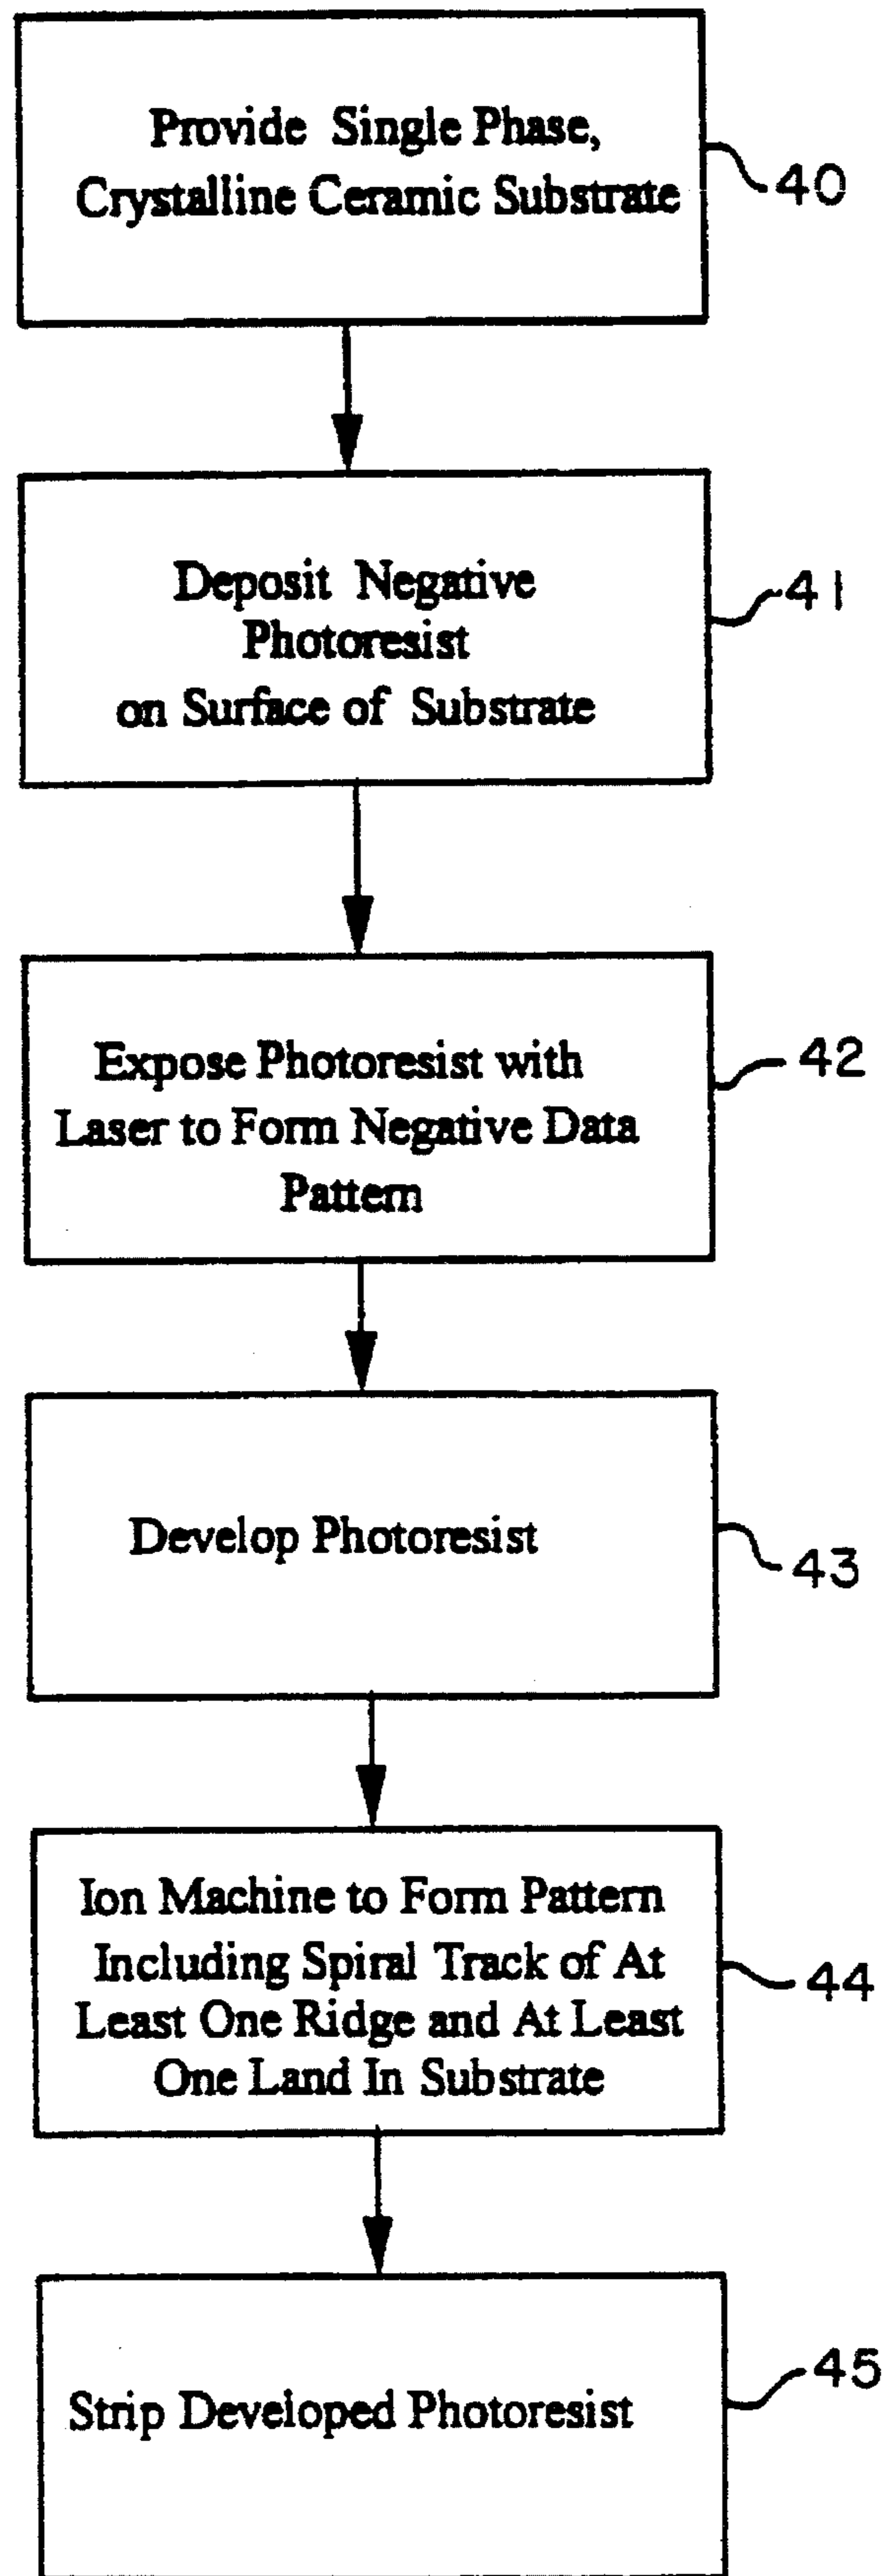 Provide Single Phase,
Crystalline Ceramic Substrate
40
Deposit Negative
Photoresist
on Surface of Substrate
41
Expose Photoresist with
Laser to Form Negative Data
Pattern
42
Develop Photoresist
43
Ion Machine to Form Pattern
Including Spiral Track of At
Least One Ridge and At Least
One Land In Substrate
44
Strip Developed Photoresist
45